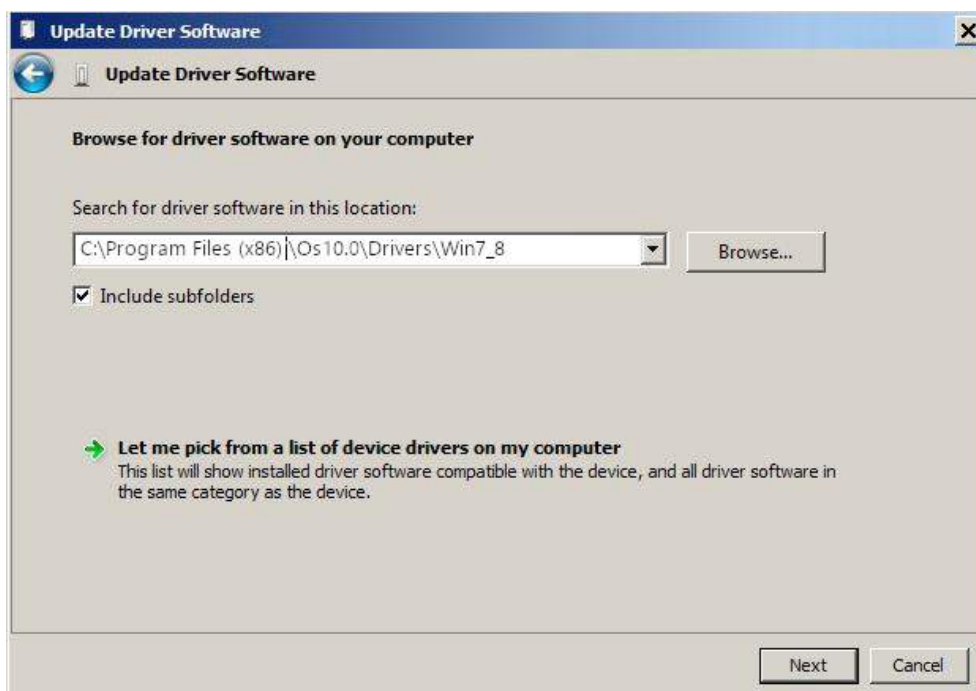 Update Driver Software
Update Driver Software
Browse for driver software on your computer
Search for driver software in this location:
C:\Program Files (x86)\Os10.0\Drivers\Win7_8
Browse...
Include subfolders
Let me pick from a list of device drivers on my computer
This list will show installed driver software compatible with the device, and all driver software in
the same category as the device.
Next
Cancel